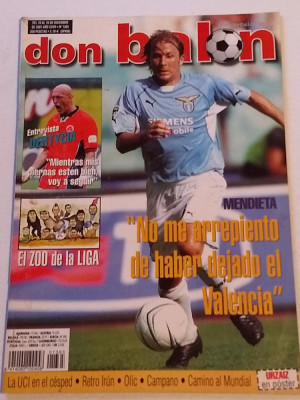 don balón
Entrevista
DERTYCIA
"Mientras mis
piernas estén bien,
voy a seguir"
SIEMENS
mobile
MENDIETA
"No me arrepiento
de haber dejado el
Valencia"
El ZOO de la LIGA
La UCI en el césped - Retro Irún - Olic - Campano - Camino al Mundial
URZAIZ
en póster